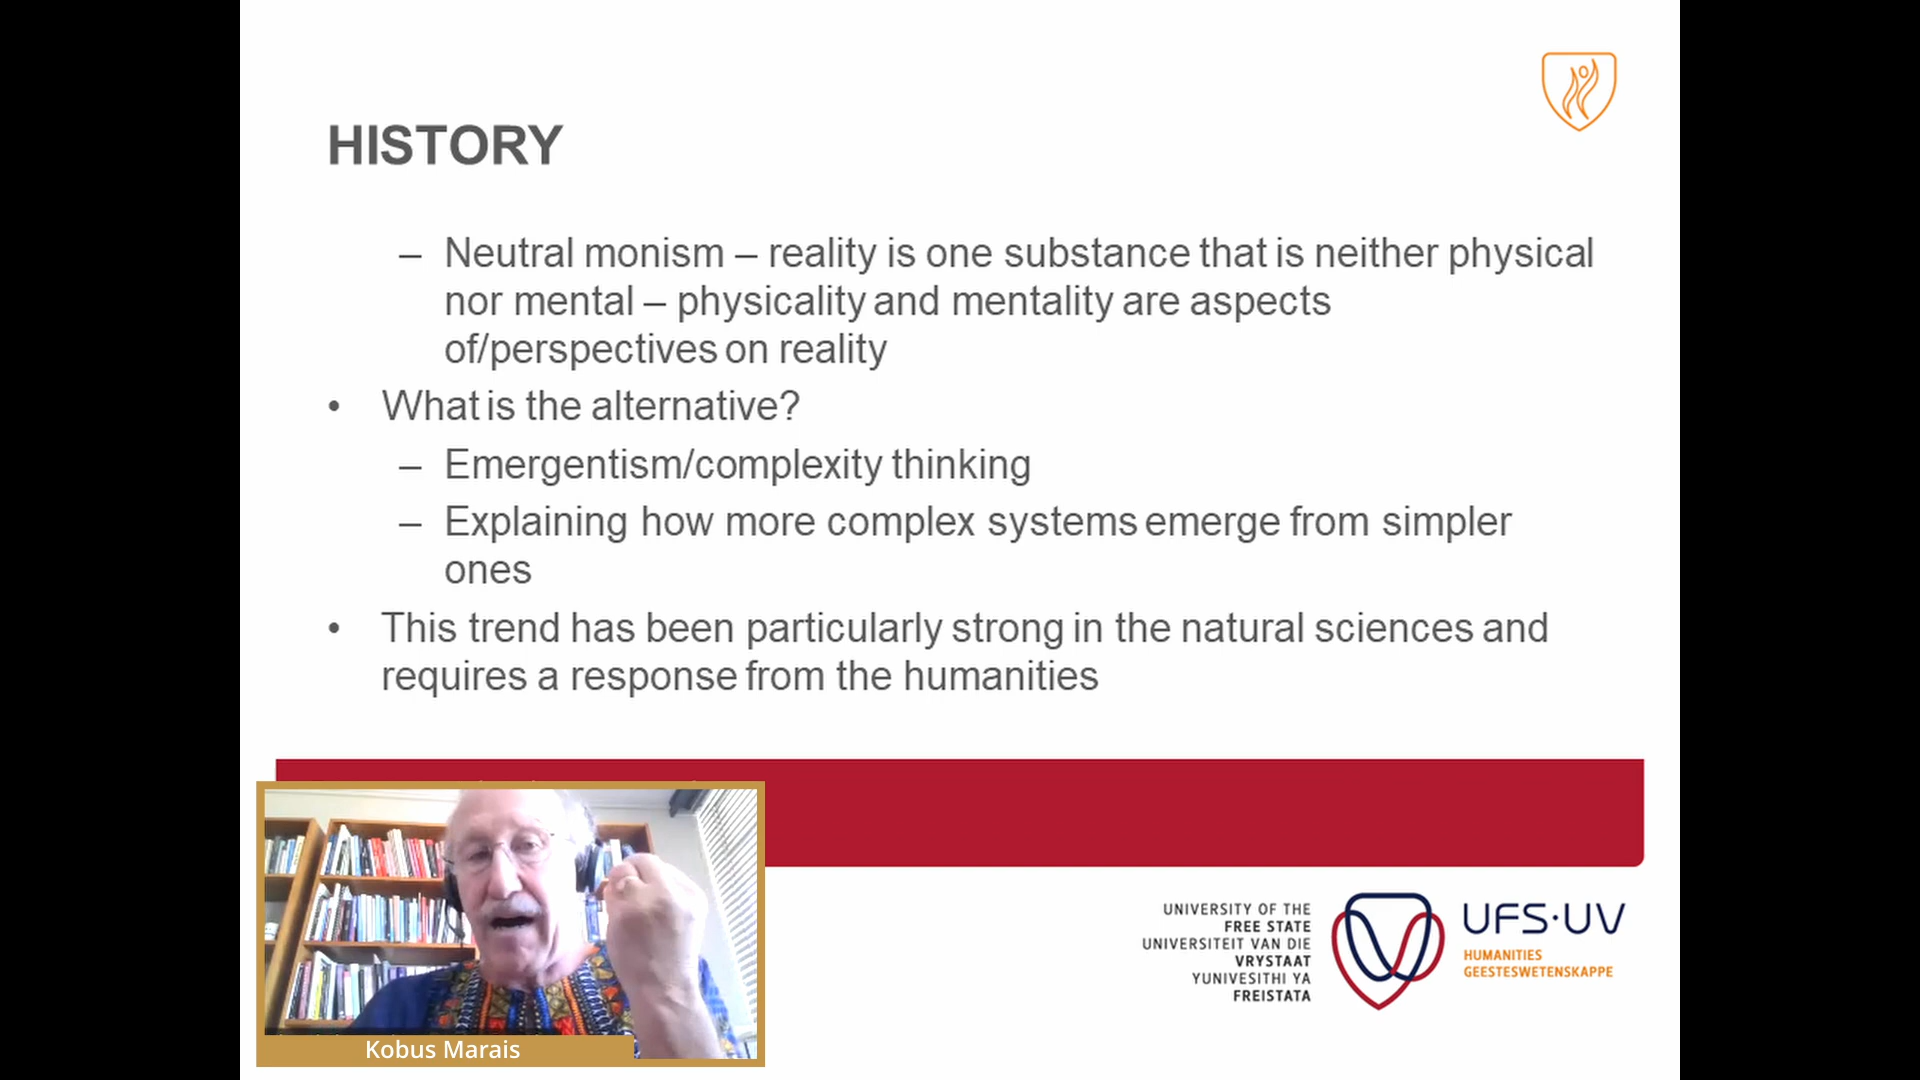 HISTORY
– Neutral monism – reality is one substance that is neither physical
nor mental – physicality and mentality are aspects
of/perspectives on reality
• What is the alternative?
– Emergentism/complexity thinking
– Explaining how more complex systems emerge from simpler
ones
• This trend has been particularly strong in the natural sciences and
requires a response from the humanities
UNIVERSITY OF THE
FREE STATE
UNIVERSITEIT VAN DIE
VRYSTAAT
YUNIVESITHI YA
FREISTATA
UFS·UV
HUMANITIES
GEESTESWETENSKAPPE
Kobus Marais